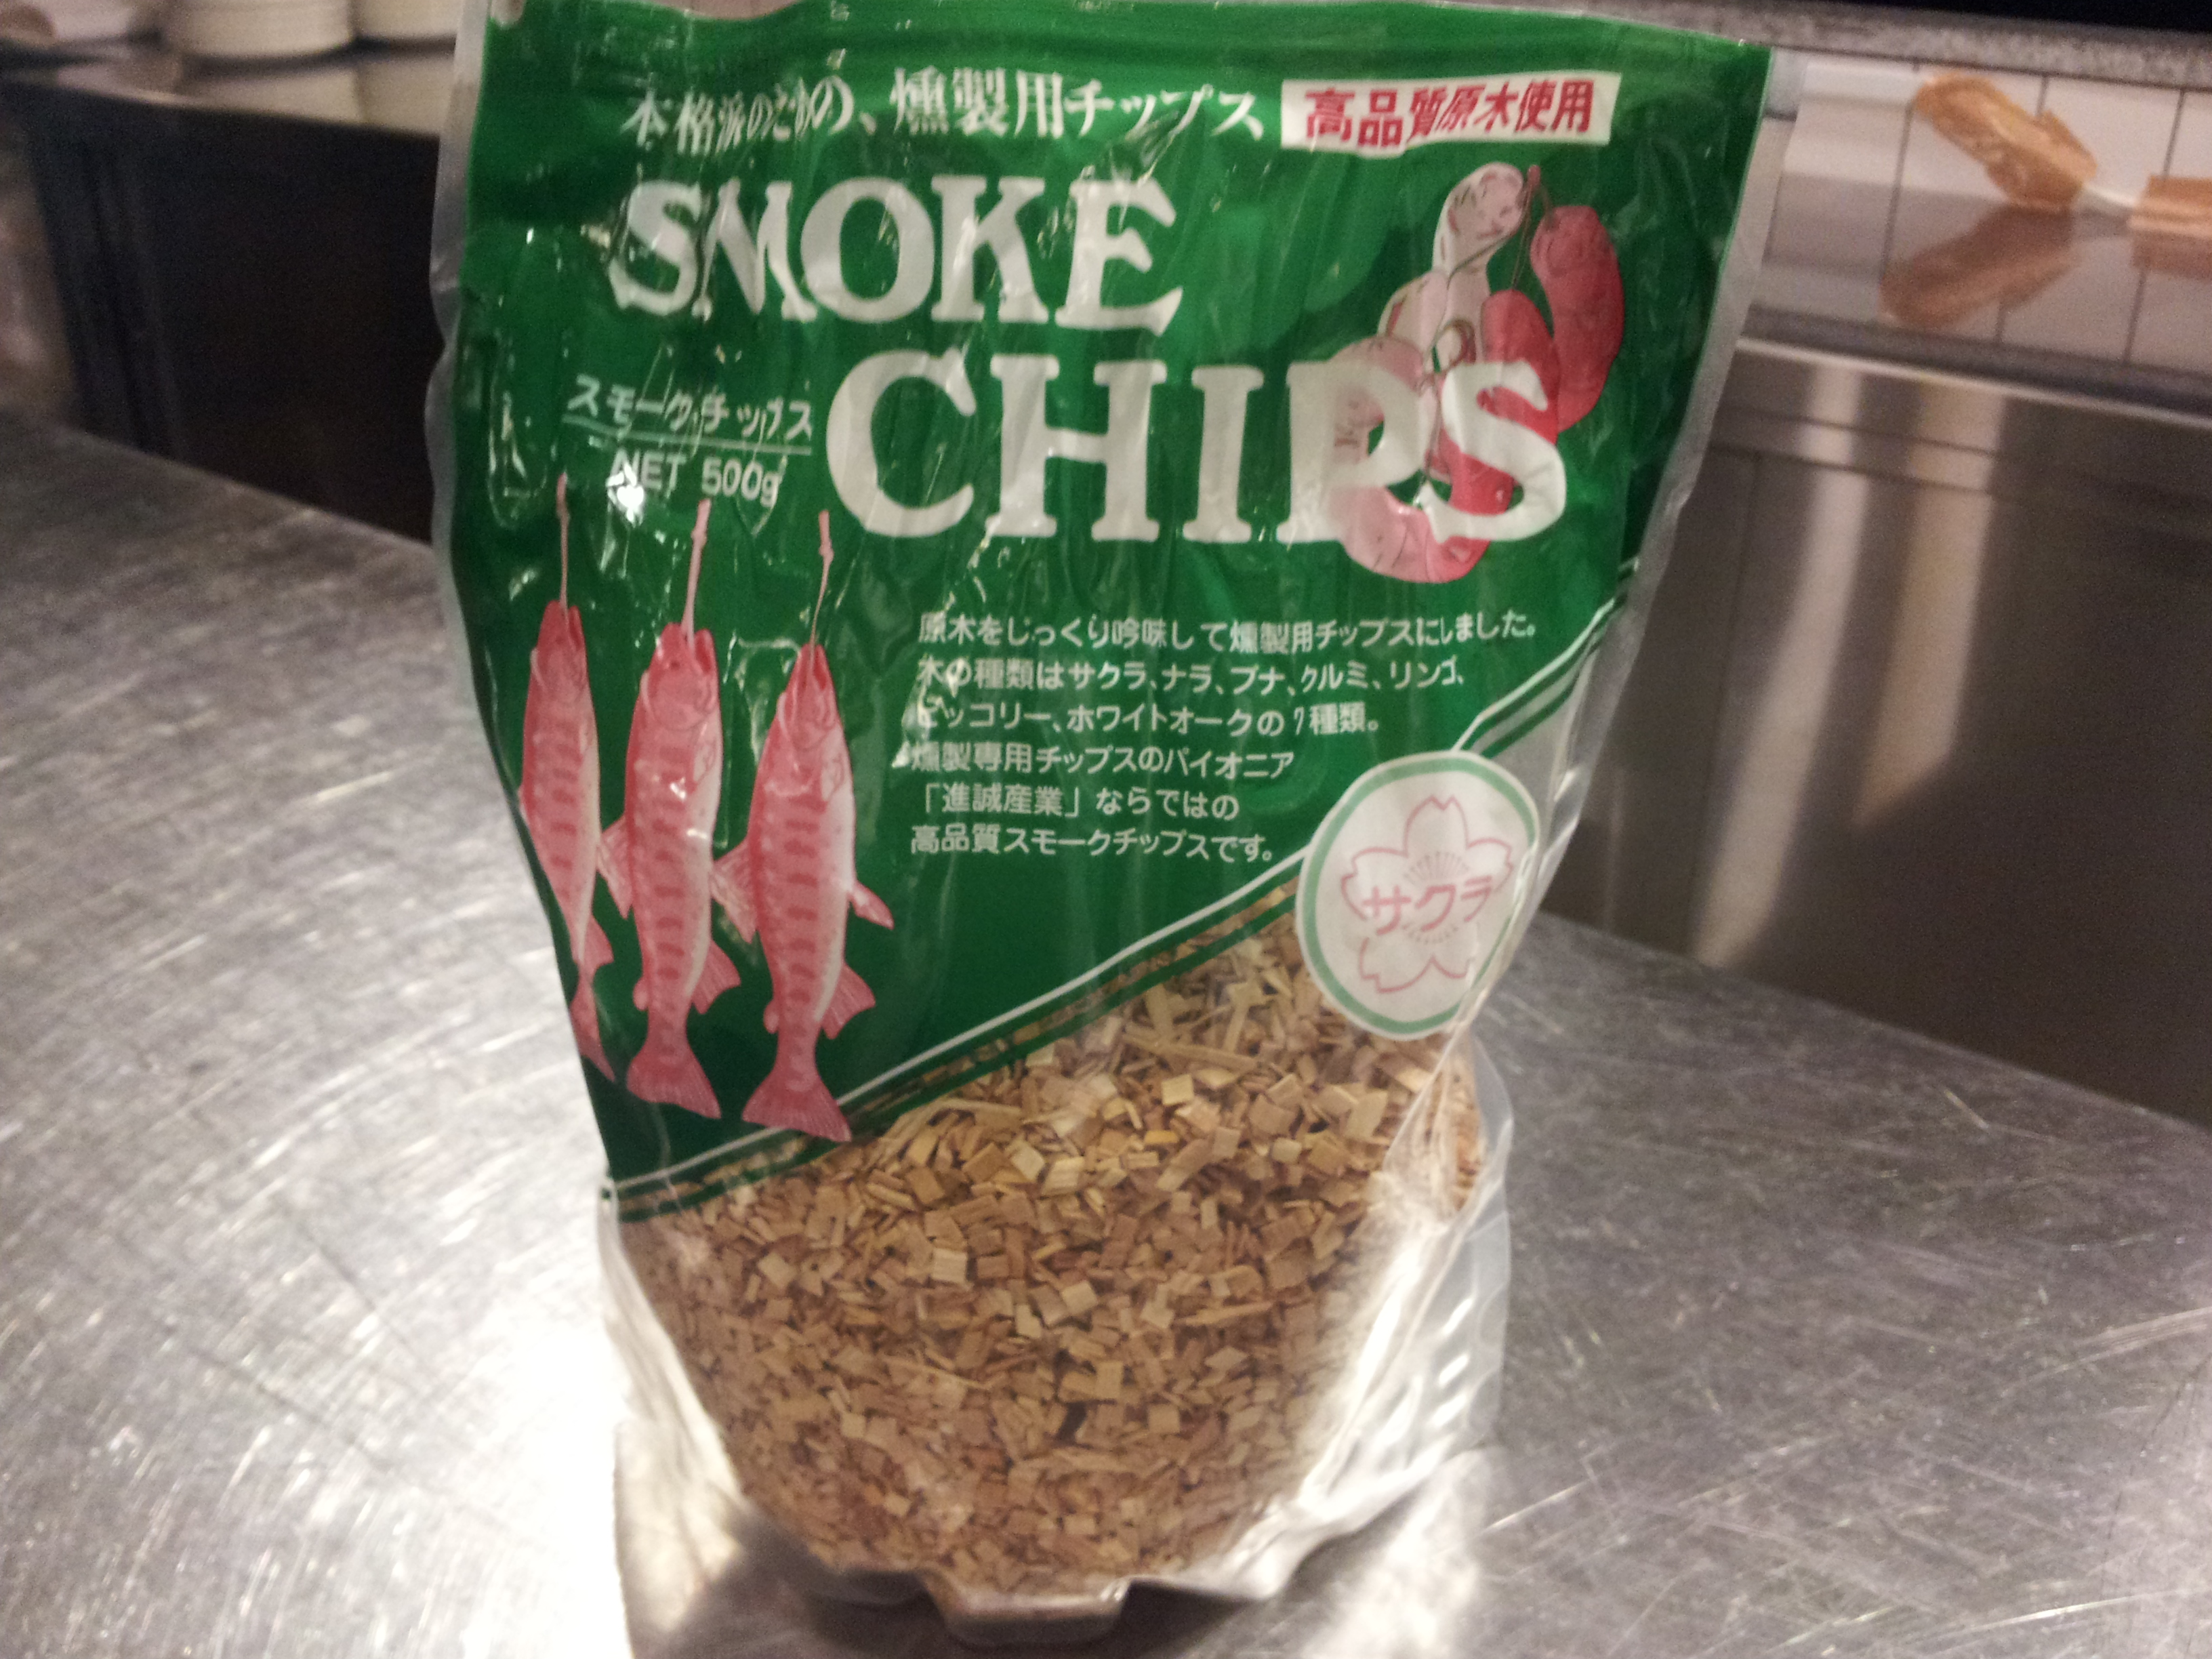 本格派のための、燻製用チップス 高品質原木使用
SMOKE
CHIPS
スモークチップス
NET 500g
原木をじっくり吟味して燻製用チップスにしました。
木の種類はサクラ、ナラ、ブナ、クルミ、リンゴ、
ヒッコリー、ホワイトオークの7種類。
燻製専用チップスのパイオニア
「進誠産業」ならではの
高品質スモークチップスです。
サクラ